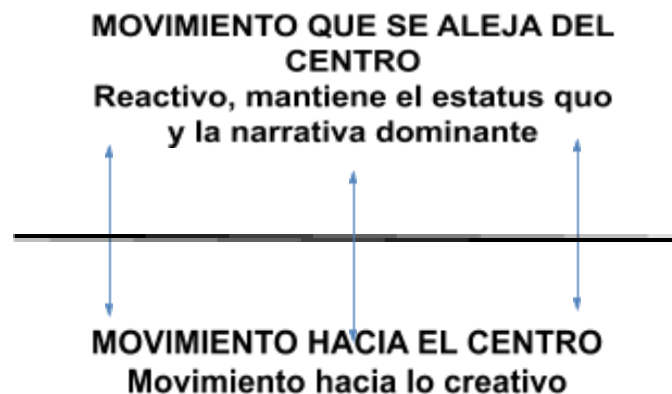 MOVIMIENTO QUE SE ALEJA DEL
CENTRO
Reactivo, mantiene el estatus quo
y la narrativa dominante
MOVIMIENTO HACIA EL CENTRO
Movimiento hacia lo creativo